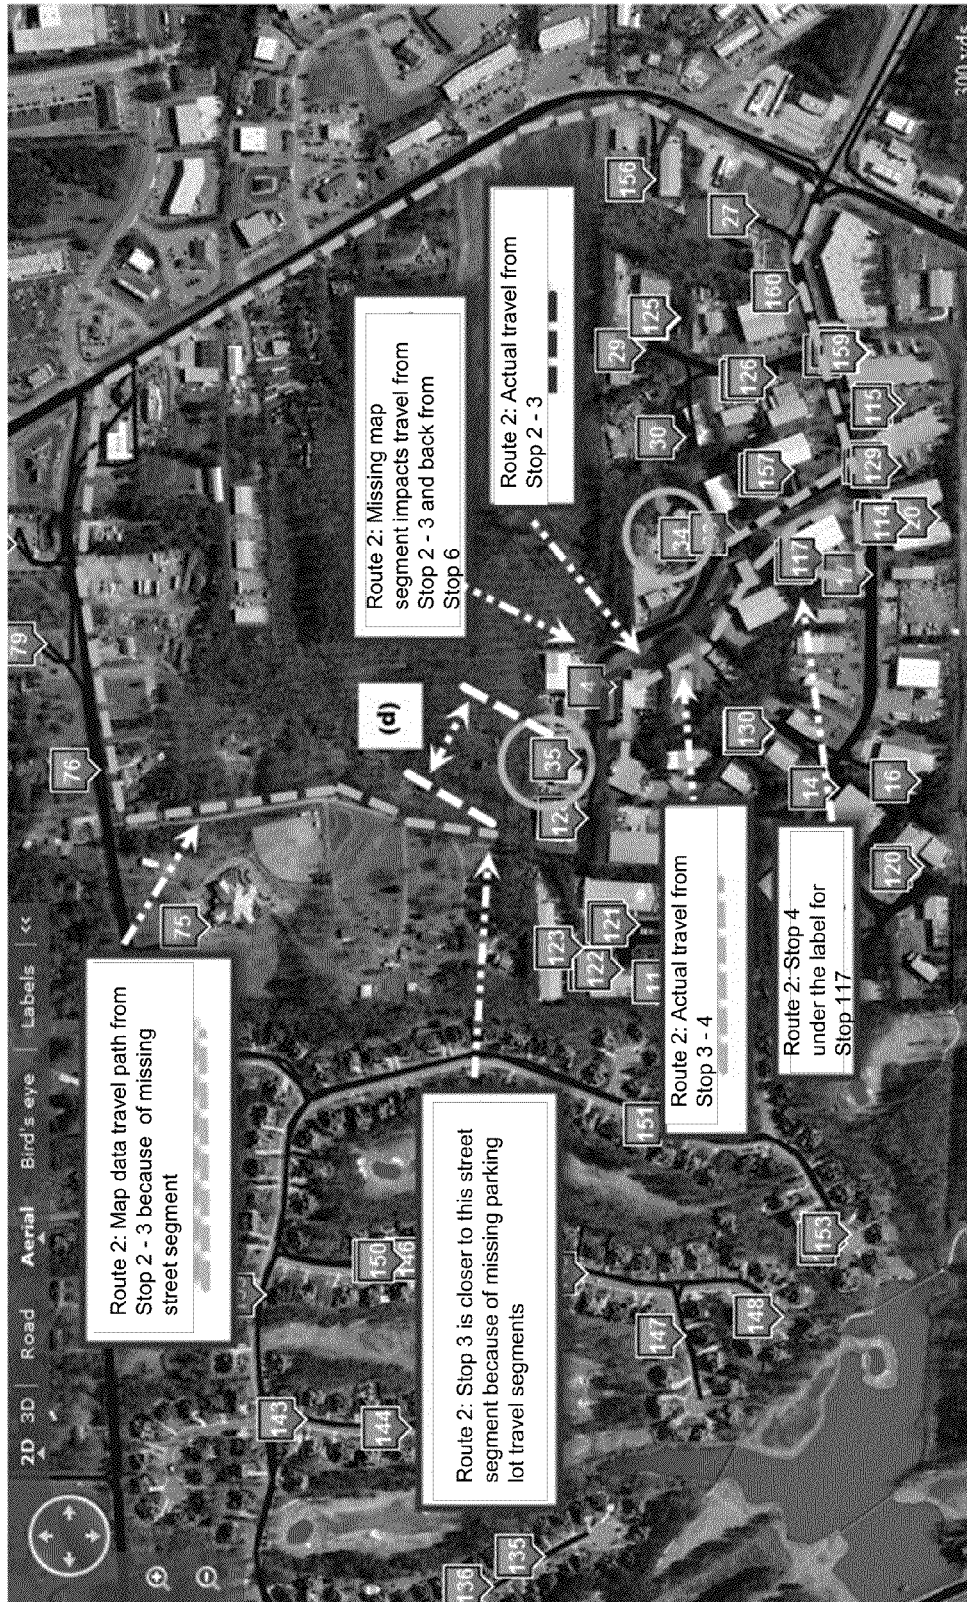 2D | 3D | Road Aerial Bird's eye | Labels | <<
143
144
136
135
150
146
147
148
151
153
75
76
79
123
122
121
11
35
4
34
30
29
125
156
27
160
126
159
157
115
129
114
20
117
17
130
14
16
120
Route 2: Map data travel path from
Stop 2 - 3 because of missing
street segment
Route 2: Stop 3 is closer to this street
segment because of missing parking
lot travel segments
(d)
Route 2: Missing map
segment impacts travel from
Stop 2 - 3 and back from
Stop 6
Route 2: Actual travel from
Stop 2 - 3
Route 2: Actual travel from
Stop 3 - 4
Route 2: Stop 4
under the label for
Stop 117
300 yds